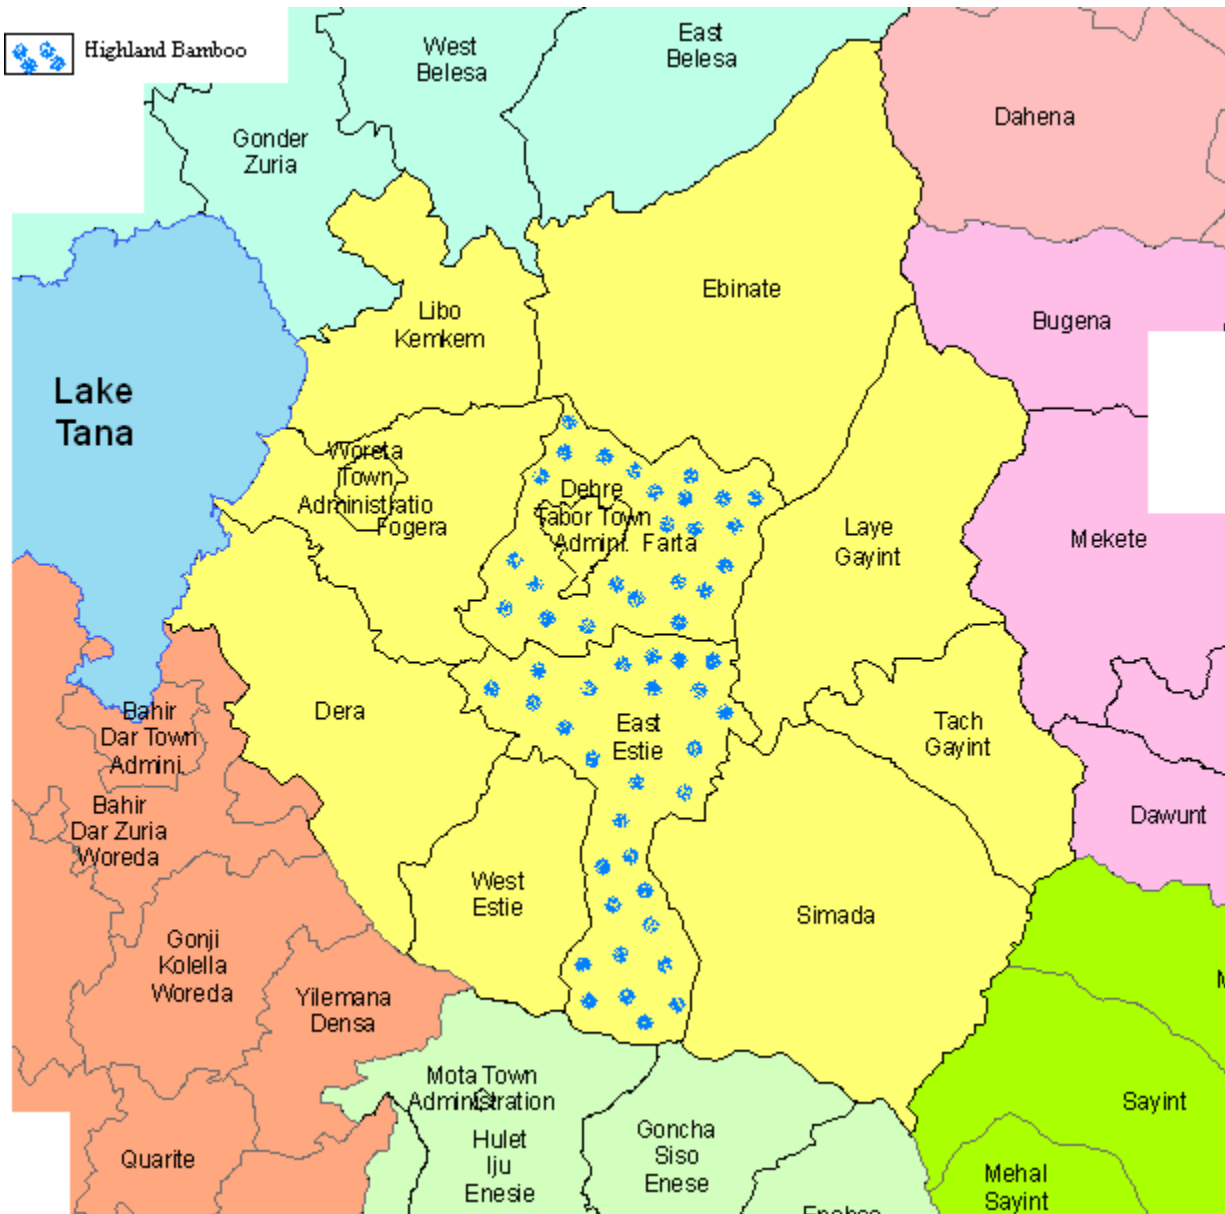 Highland Bamboo
West
Belesa
East
Belesa
Dahena
Gonder
Zuria
Ebinate
Libo
Kemkem
Bugena
Lake
Tana
Woreta
Town
Administratio
Fogera
Debre
Tabor Town
Admini.
Farta
Laye
Gayint
Mekete
Bahir
Dar Town
Admini.
Dera
East
Estie
Tach
Gayint
Bahir
Dar Zuria
Woreda
Dawunt
West
Estie
Simada
Gonji
Kolella
Woreda
Yilemana
Densa
M
Mota Town
Administration
Sayint
Quarite
Hulet
Iju
Enesie
Goncha
Siso
Enese
Mehal
Sayint